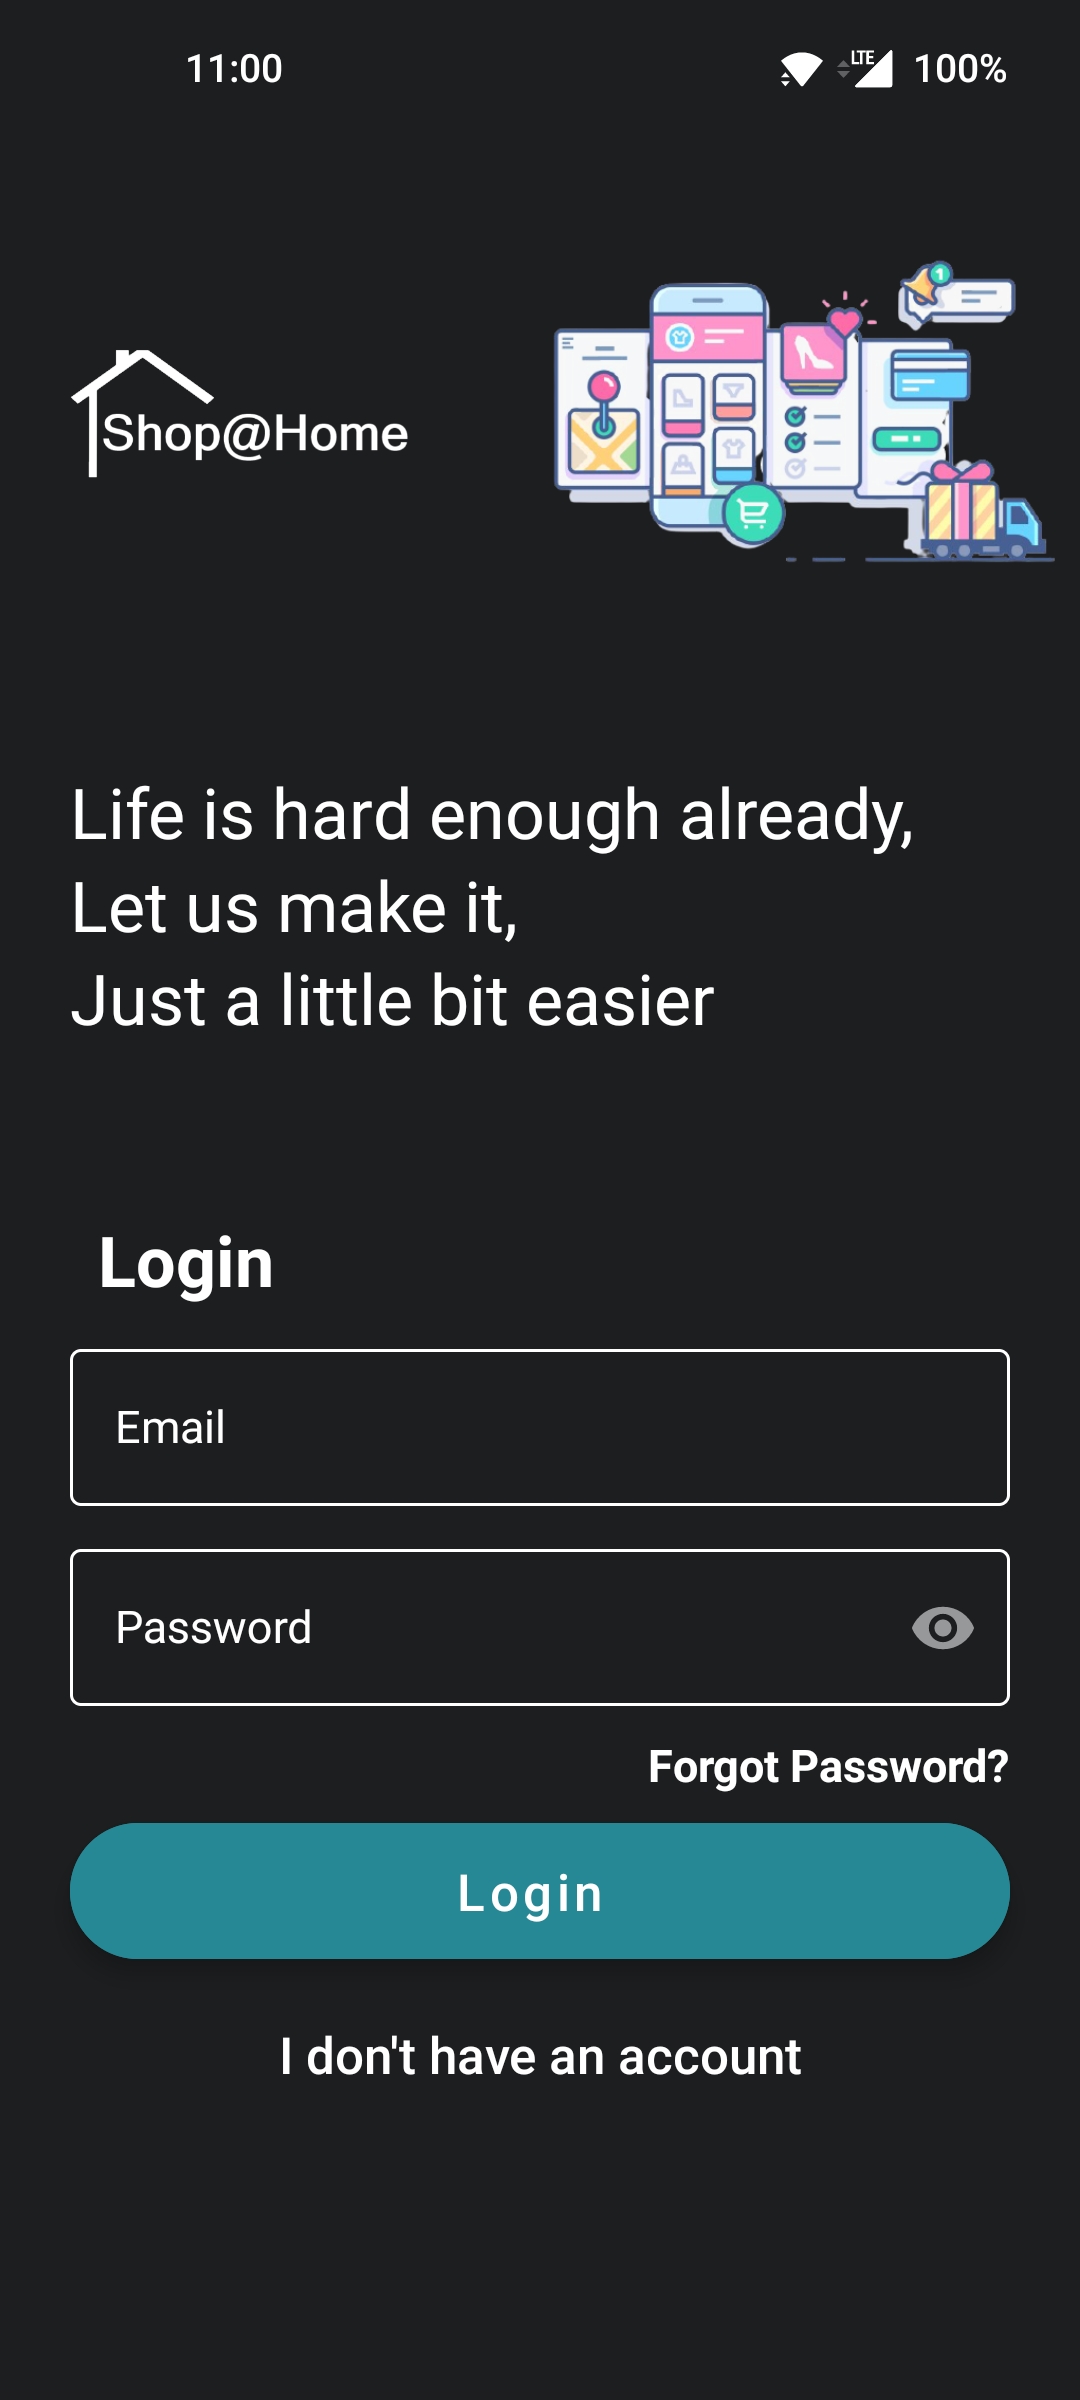 11:00 LTE 100%
1
Shop@Home
Life is hard enough already,
Let us make it,
Just a little bit easier
Login
Email
Password
Forgot Password?
Login
I don't have an account